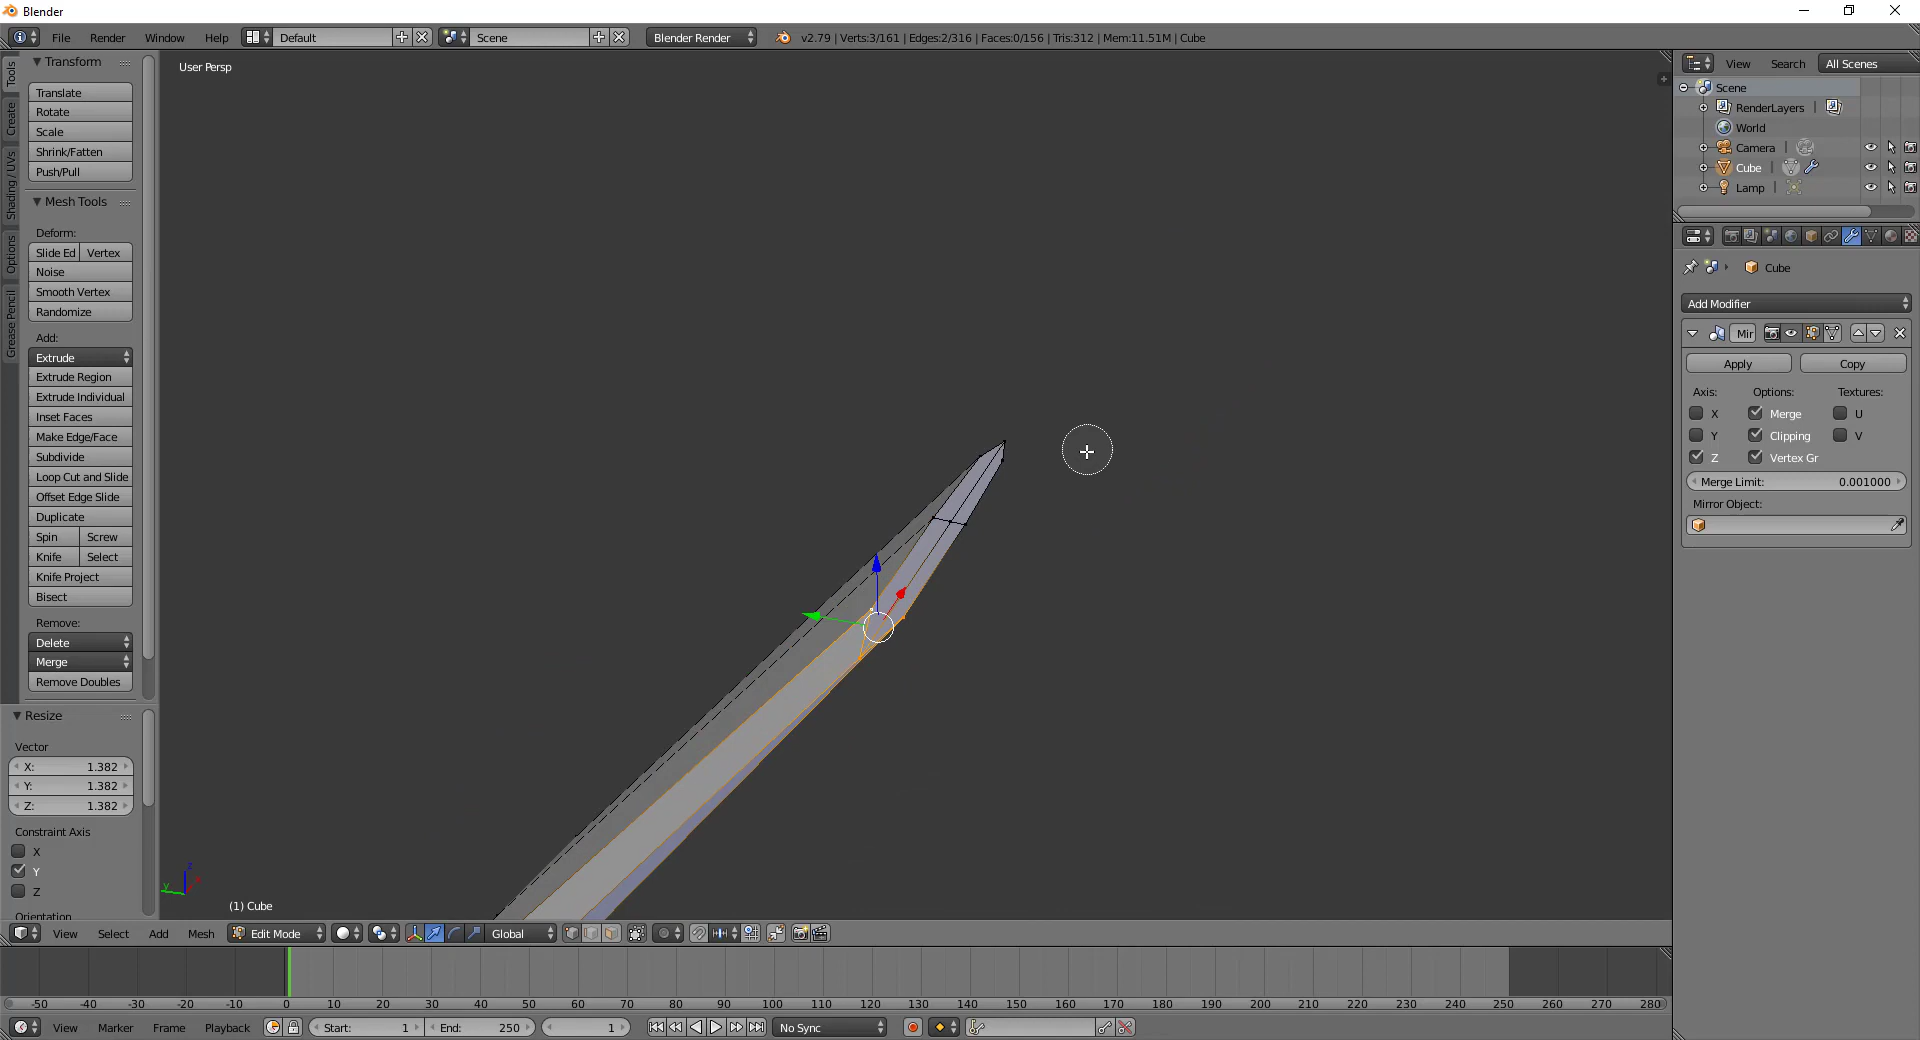 Blender
File Render Window Help Default Scene Blender Render v2.79 | Verts:3/161 | Edges:2/316 | Faces:0/156 | Tris:312 | Mem:11.51M | Cube
Tools
Create
Shading / UVs
Options
Grease Pencil
Transform
Translate
Rotate
Scale
Shrink/Fatten
Push/Pull
Mesh Tools
Deform:
Slide Ed Vertex
Noise
Smooth Vertex
Randomize
Add:
Extrude
Extrude Region
Extrude Individual
Inset Faces
Make Edge/Face
Subdivide
Loop Cut and Slide
Offset Edge Slide
Duplicate
Spin Screw
Knife Select
Knife Project
Bisect
Remove:
Delete
Merge
Remove Doubles
Resize
Vector
X: 1.382
Y: 1.382
Z: 1.382
Constraint Axis
X
Y
Z
Orientation
User Persp
z
y
(1) Cube
View Select Add Mesh Edit Mode Global
View Search All Scenes
Scene
RenderLayers
World
Camera
Cube
Lamp
Cube
Add Modifier
Mir
Apply Copy
Axis: Options: Textures:
X Merge U
Y Clipping V
Z Vertex Gr
Merge Limit: 0.001000
Mirror Object:
-50 -40 -30 -20 -10 0 10 20 30 40 50 60 70 80 90 100 110 120 130 140 150 160 170 180 190 200 210 220 230 240 250 260 270 280
View Marker Frame Playback Start: 1 End: 250 1 No Sync